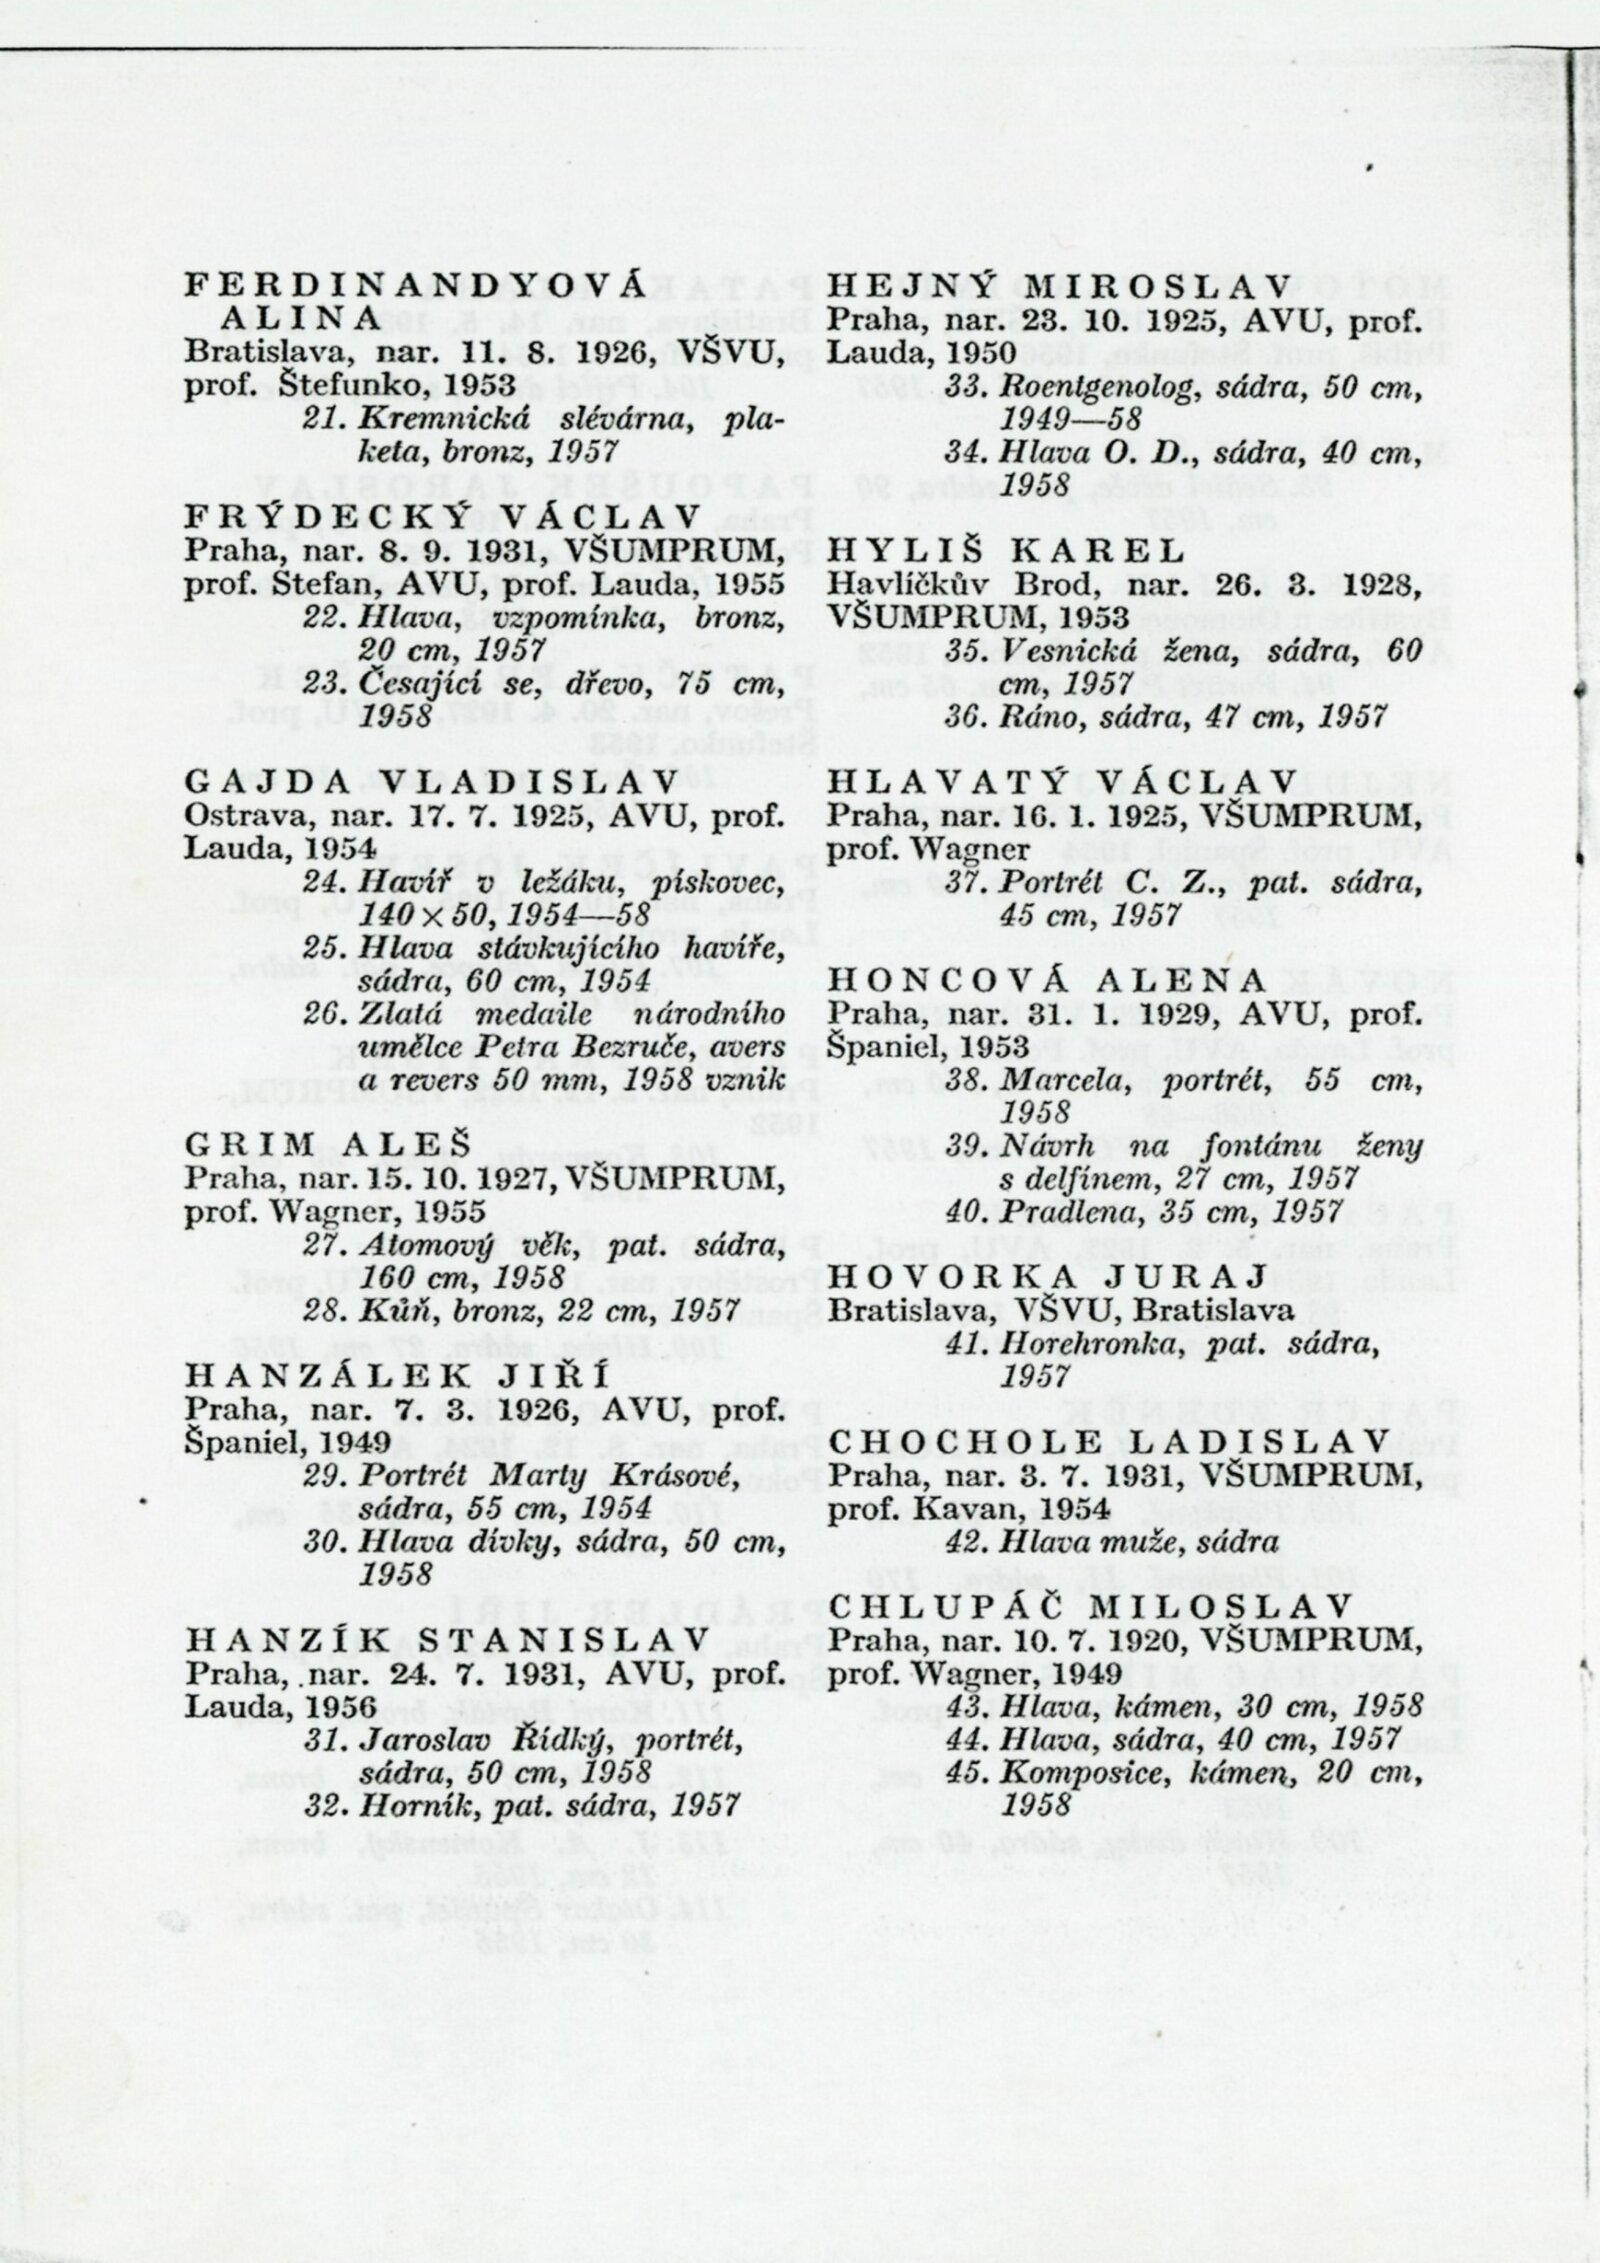 FERDINANDYOVÁ
ALINA
Bratislava, nar. 11. 8. 1926, VŠVU,
prof. Štefunko, 1953
21. Kremnická slévárna, pla-
keta, bronz, 1957
FRÝDECKÝ VÁCLAV
Praha, nar. 8. 9. 1931, VŠUMPRUM,
prof. Stefan, AVU, prof. Lauda, 1955
22. Hlava, vzpomínka, bronz,
20 cm, 1957
23. Česající se, dřevo, 75 cm,
1958
GAJDA VLADISLAV
Ostrava, nar. 17. 7. 1925, AVU, prof.
Lauda, 1954
24. Havíř v ležáku, pískovec,
140 × 50, 1954—58
25. Hlava stávkujícího havíře,
sádra, 60 cm, 1954
26. Zlatá medaile národního
umělce Petra Bezruče, avers
a revers 50 mm, 1958 vznik
GRIM ALEŠ
Praha, nar. 15. 10. 1927, VŠUMPRUM,
prof. Wagner, 1955
27. Atomový věk, pat. sádra,
160 cm, 1958
28. Kůň, bronz, 22 cm, 1957
HANZÁLEK JIŘÍ
Praha, nar. 7. 3. 1926, AVU, prof.
Španiel, 1949
29. Portrét Marty Krásové,
sádra, 55 cm, 1954
30. Hlava dívky, sádra, 50 cm,
1958
HANZÍK STANISLAV
Praha, nar. 24. 7. 1931, AVU, prof.
Lauda, 1956
31. Jaroslav Řídký, portrét,
sádra, 50 cm, 1958
32. Horník, pat. sádra, 1957
HEJNÝ MIROSLAV
Praha, nar. 23. 10. 1925, AVU, prof.
Lauda, 1950
33. Roentgenolog, sádra, 50 cm,
1949—58
34. Hlava O. D., sádra, 40 cm,
1958
HYLIŠ KAREL
Havlíčkův Brod, nar. 26. 3. 1928,
VŠUMPRUM, 1953
35. Vesnická žena, sádra, 60
cm, 1957
36. Ráno, sádra, 47 cm, 1957
HLAVATÝ VÁCLAV
Praha, nar. 16. 1. 1925, VŠUMPRUM,
prof. Wagner
37. Portrét C. Z., pat. sádra,
45 cm, 1957
HONCOVÁ ALENA
Praha, nar. 31. 1. 1929, AVU, prof.
Španiel, 1953
38. Marcela, portrét, 55 cm,
1958
39. Návrh na fontánu ženy
s delfínem, 27 cm, 1957
40. Pradlena, 35 cm, 1957
HOVORKA JURAJ
Bratislava, VŠVU, Bratislava
41. Horehronka, pat. sádra,
1957
CHOCHOLE LADISLAV
Praha, nar. 3. 7. 1931, VŠUMPRUM,
prof. Kavan, 1954
42. Hlava muže, sádra
CHLUPÁČ MILOSLAV
Praha, nar. 10. 7. 1920, VŠUMPRUM,
prof. Wagner, 1949
43. Hlava, kámen, 30 cm, 1958
44. Hlava, sádra, 40 cm, 1957
45. Komposice, kámen, 20 cm,
1958